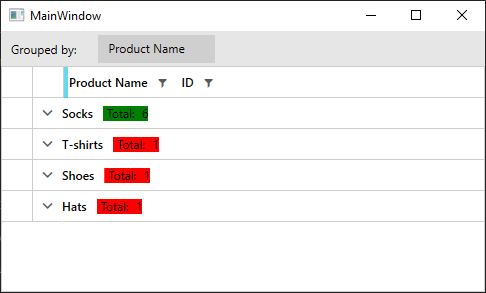 MainWindow
Grouped by: Product Name
Product Name ID
Socks Total: 6
T-shirts Total: 1
Shoes Total: 1
Hats Total: 1